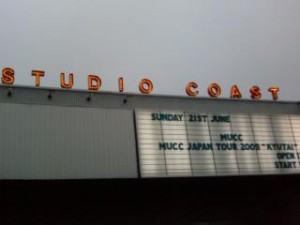 STUDIO COAST
SUNDAY 21ST JUNE
MUCC
MUCC JAPAN TOUR 2009 "KYUTAI"
OPEN
START